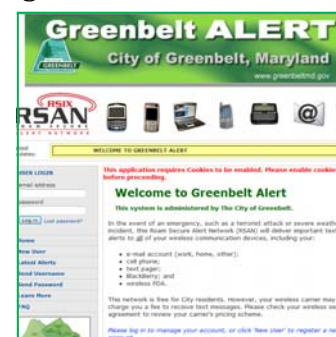 Greenbelt ALERT
City of Greenbelt, Maryland
www.greenbeltmd.gov
GREENBELT
RSIX
RSAN
ROAM SECURE
ALERT NETWORK
WELCOME TO GREENBELT ALERT
USER LOGIN
email address
password
Log In Lost password?
Home
New User
Latest Alerts
Send Username
Send Password
Learn More
FAQ
This application requires Cookies to be enabled. Please enable cookies
before proceeding.
Welcome to Greenbelt Alert
This system is administered by The City of Greenbelt.
In the event of an emergency, such as a terrorist attack or severe weath
incident, the Roam Secure Alert Network (RSAN) will deliver important text
alerts to all of your wireless communication devices, including your:
• e-mail account (work, home, other);
• cell phone;
• text pager;
• BlackBerry; and
• wireless PDA.
This network is free for City residents. However, your wireless carrier may
charge you a fee to receive text messages. Please check your wireless se
agreement to review your carrier's pricing scheme.
Please log in to manage your account, or click 'New User' to register a ne